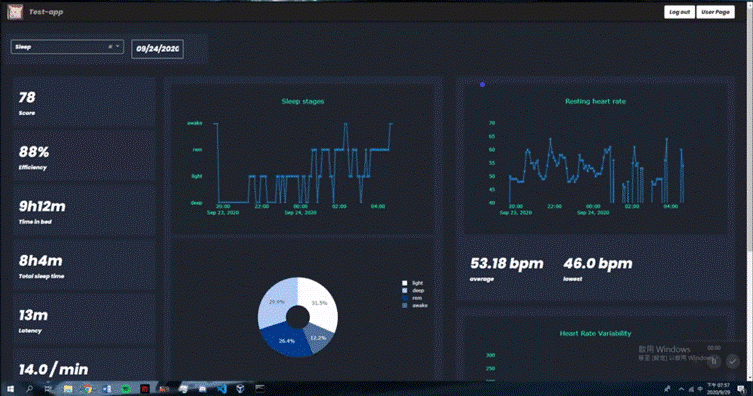 Test-app
Log out
User Page
Sleep
09/24/2020
78
Score
88%
Efficiency
9h12m
Time in bed
8h4m
Total sleep time
13m
Latency
14.0 / min
Sleep stages
awake
rem
light
deep
20:00
Sep 23, 2020
22:00
00:00
Sep 24, 2020
02:00
04:00
light
deep
rem
awake
31.5%
12.2%
26.4%
Resting heart rate
70
65
60
55
50
45
40
20:00
Sep 23, 2020
22:00
00:00
Sep 24, 2020
02:00
04:00
53.18 bpm
average
46.0 bpm
lowest
Heart Rate Variability
300
250
200
啟用 Windows
移至 [設定] 以啟用 Windows。
00:00
下午 07:57
2020/9/29